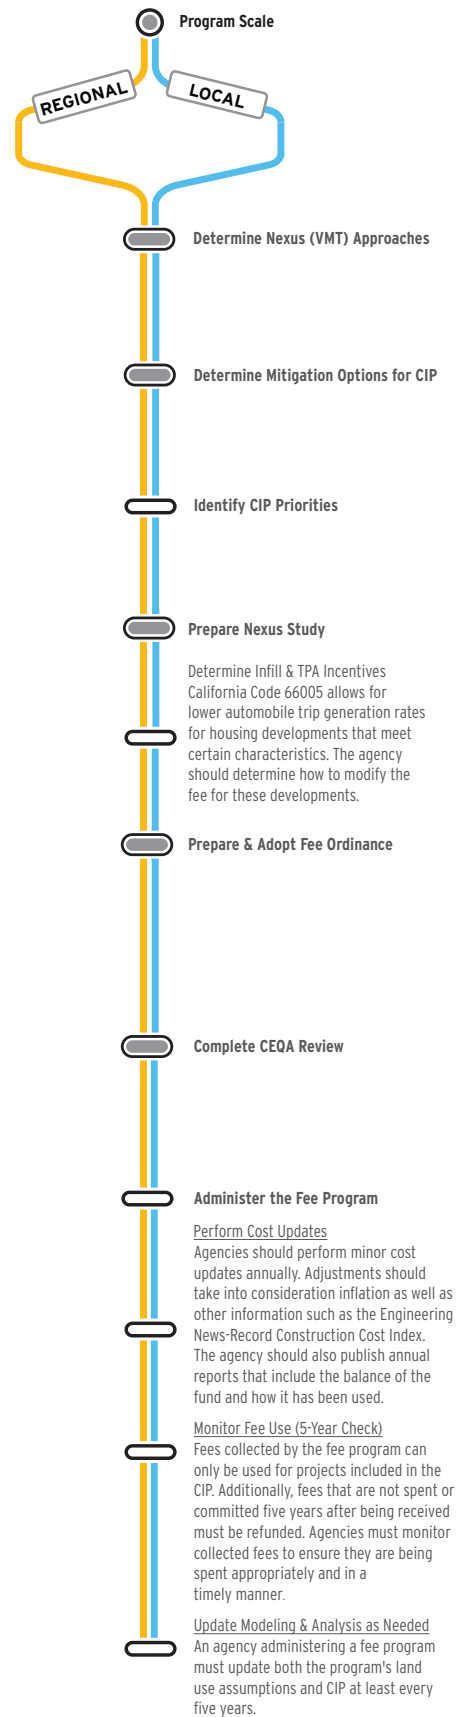 Program Scale
REGIONAL
LOCAL
Determine Nexus (VMT) Approaches
Determine Mitigation Options for CIP
Identify CIP Priorities
Prepare Nexus Study
Determine Infill & TPA Incentives
California Code 66005 allows for
lower automobile trip generation rates
for housing developments that meet
certain characteristics. The agency
should determine how to modify the
fee for these developments.
Prepare & Adopt Fee Ordinance
Complete CEQA Review
Administer the Fee Program
Perform Cost Updates
Agencies should perform minor cost
updates annually. Adjustments should
take into consideration inflation as well as
other information such as the Engineering
News-Record Construction Cost Index.
The agency should also publish annual
reports that include the balance of the
fund and how it has been used.
Monitor Fee Use (5-Year Check)
Fees collected by the fee program can
only be used for projects included in the
CIP. Additionally, fees that are not spent or
committed five years after being received
must be refunded. Agencies must monitor
collected fees to ensure they are being
spent appropriately and in a
timely manner.
Update Modeling & Analysis as Needed
An agency administering a fee program
must update both the program's land
use assumptions and CIP at least every
five years.